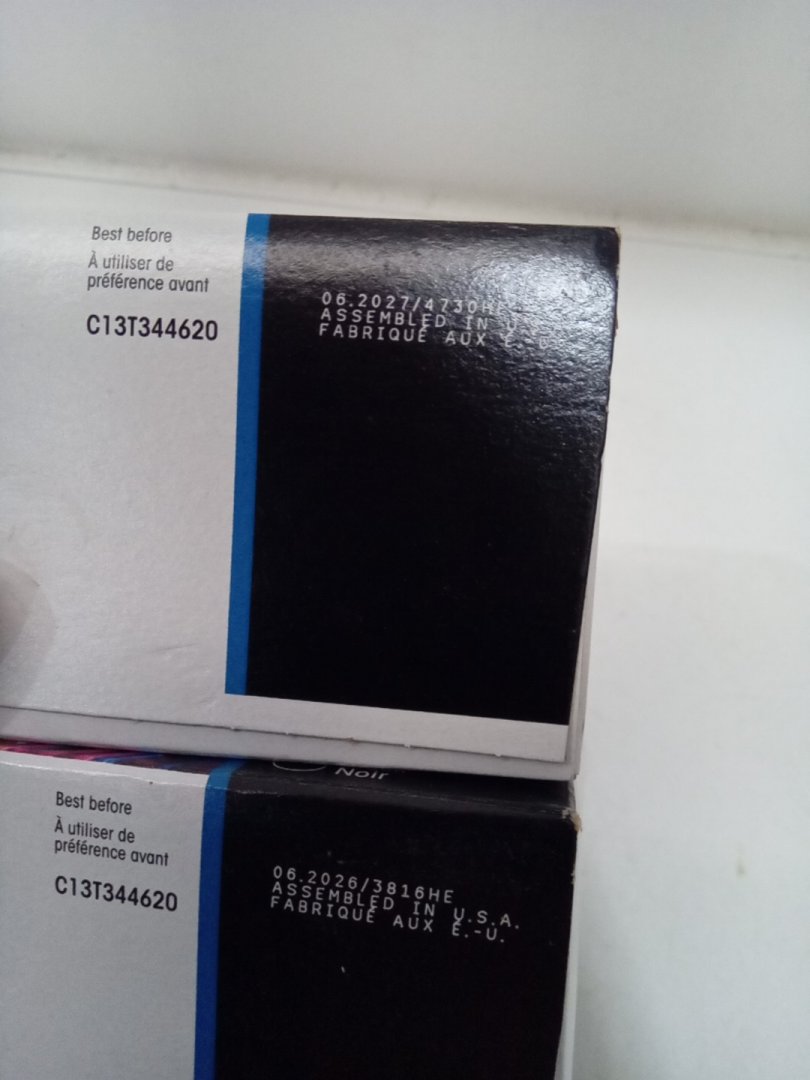 Best before
À utiliser de
préférence avant
C13T344620
06.2027/4730HE
ASSEMBLED IN
FABRIQUÉ AUX É.-U.
Noir
Best before
À utiliser de
préférence avant
C13T344620
06.2026/3816HE
ASSEMBLED IN U.S.A.
FABRIQUÉ AUX É.-U.